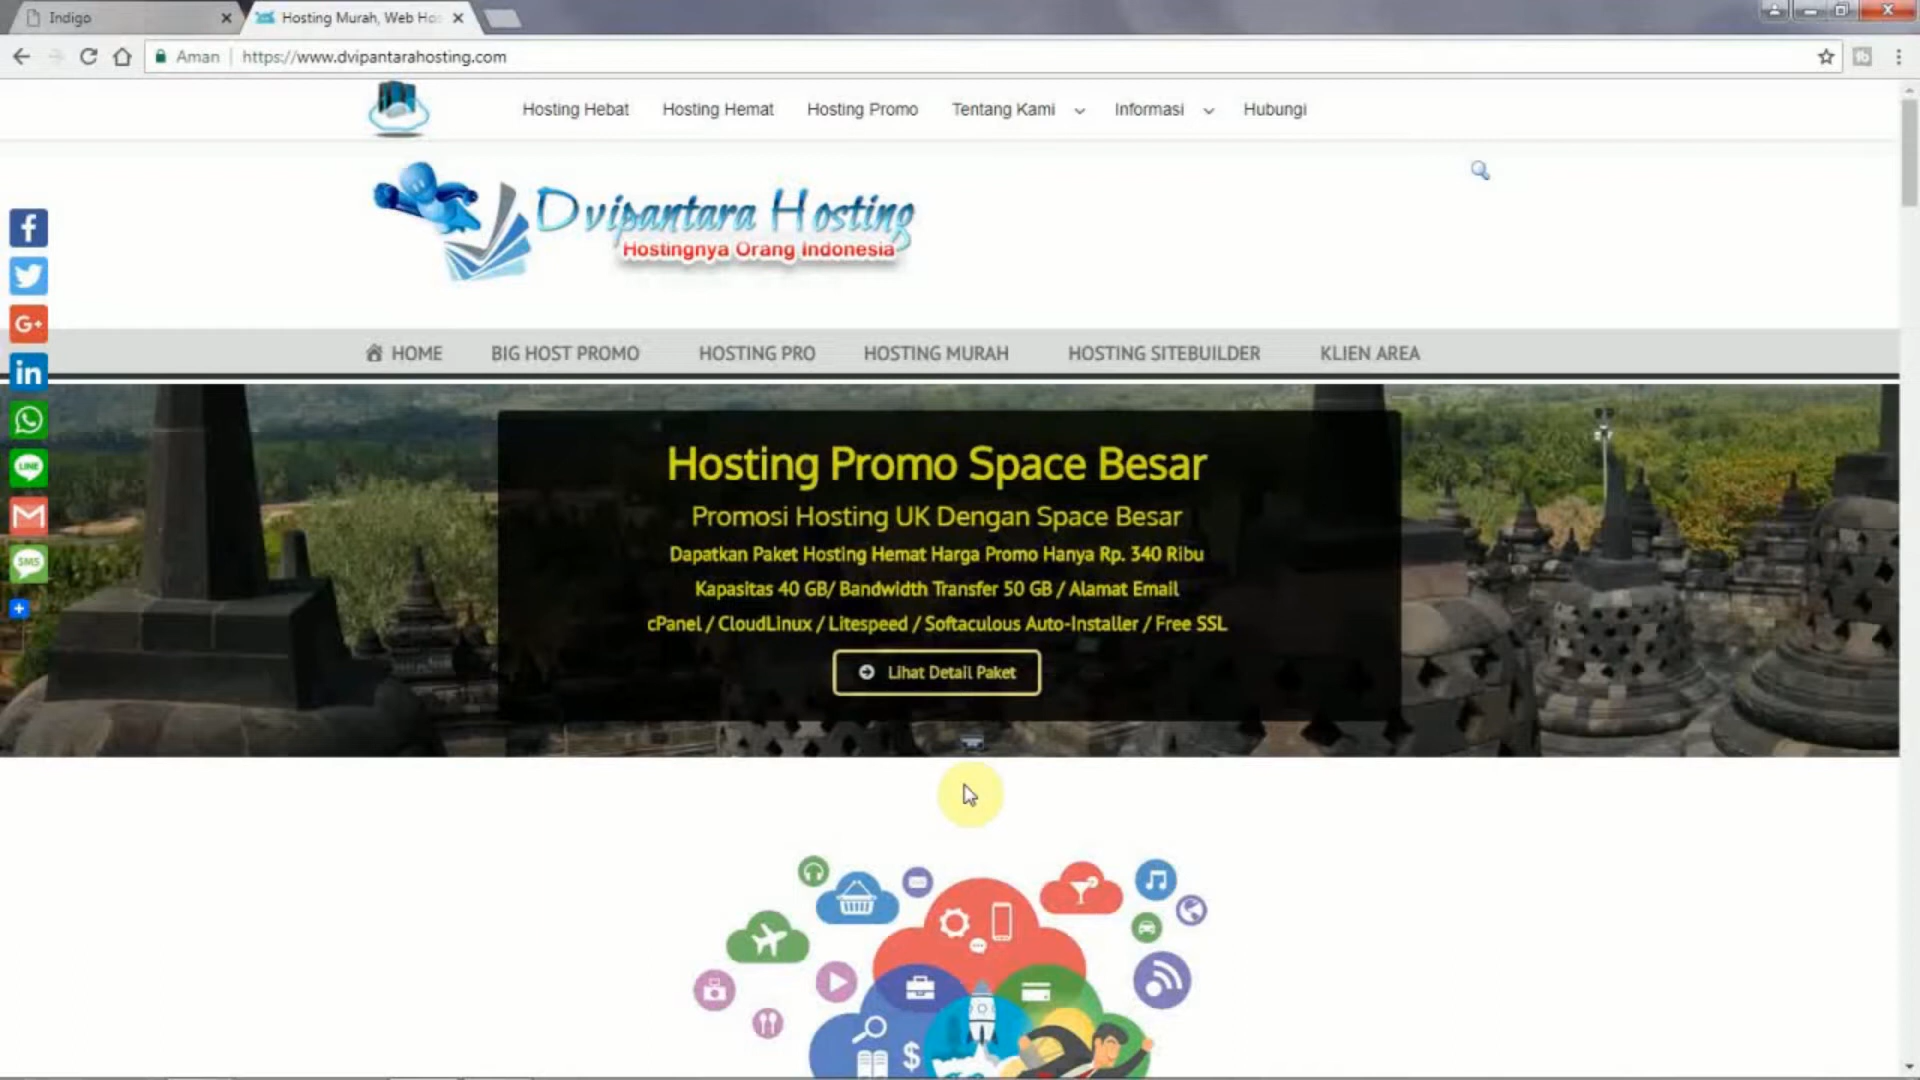 Indigo
Hosting Murah, Web Hos
Aman https://www.dvipantarahosting.com
Hosting Hebat Hosting Hemat Hosting Promo Tentang Kami Informasi Hubungi
Dvipantara Hosting
Hostingnya Orang Indonesia
HOME BIG HOST PROMO HOSTING PRO HOSTING MURAH HOSTING SITEBUILDER KLIEN AREA
Hosting Promo Space Besar
Promosi Hosting UK Dengan Space Besar
Dapatkan Paket Hosting Hemat Harga Promo Hanya Rp. 340 Ribu
Kapasitas 40 GB/ Bandwidth Transfer 50 GB / Alamat Email
cPanel / CloudLinux / Litespeed / Softaculous Auto-Installer / Free SSL
Lihat Detail Paket
f
G+
in
LINE
M
SMS
+
$